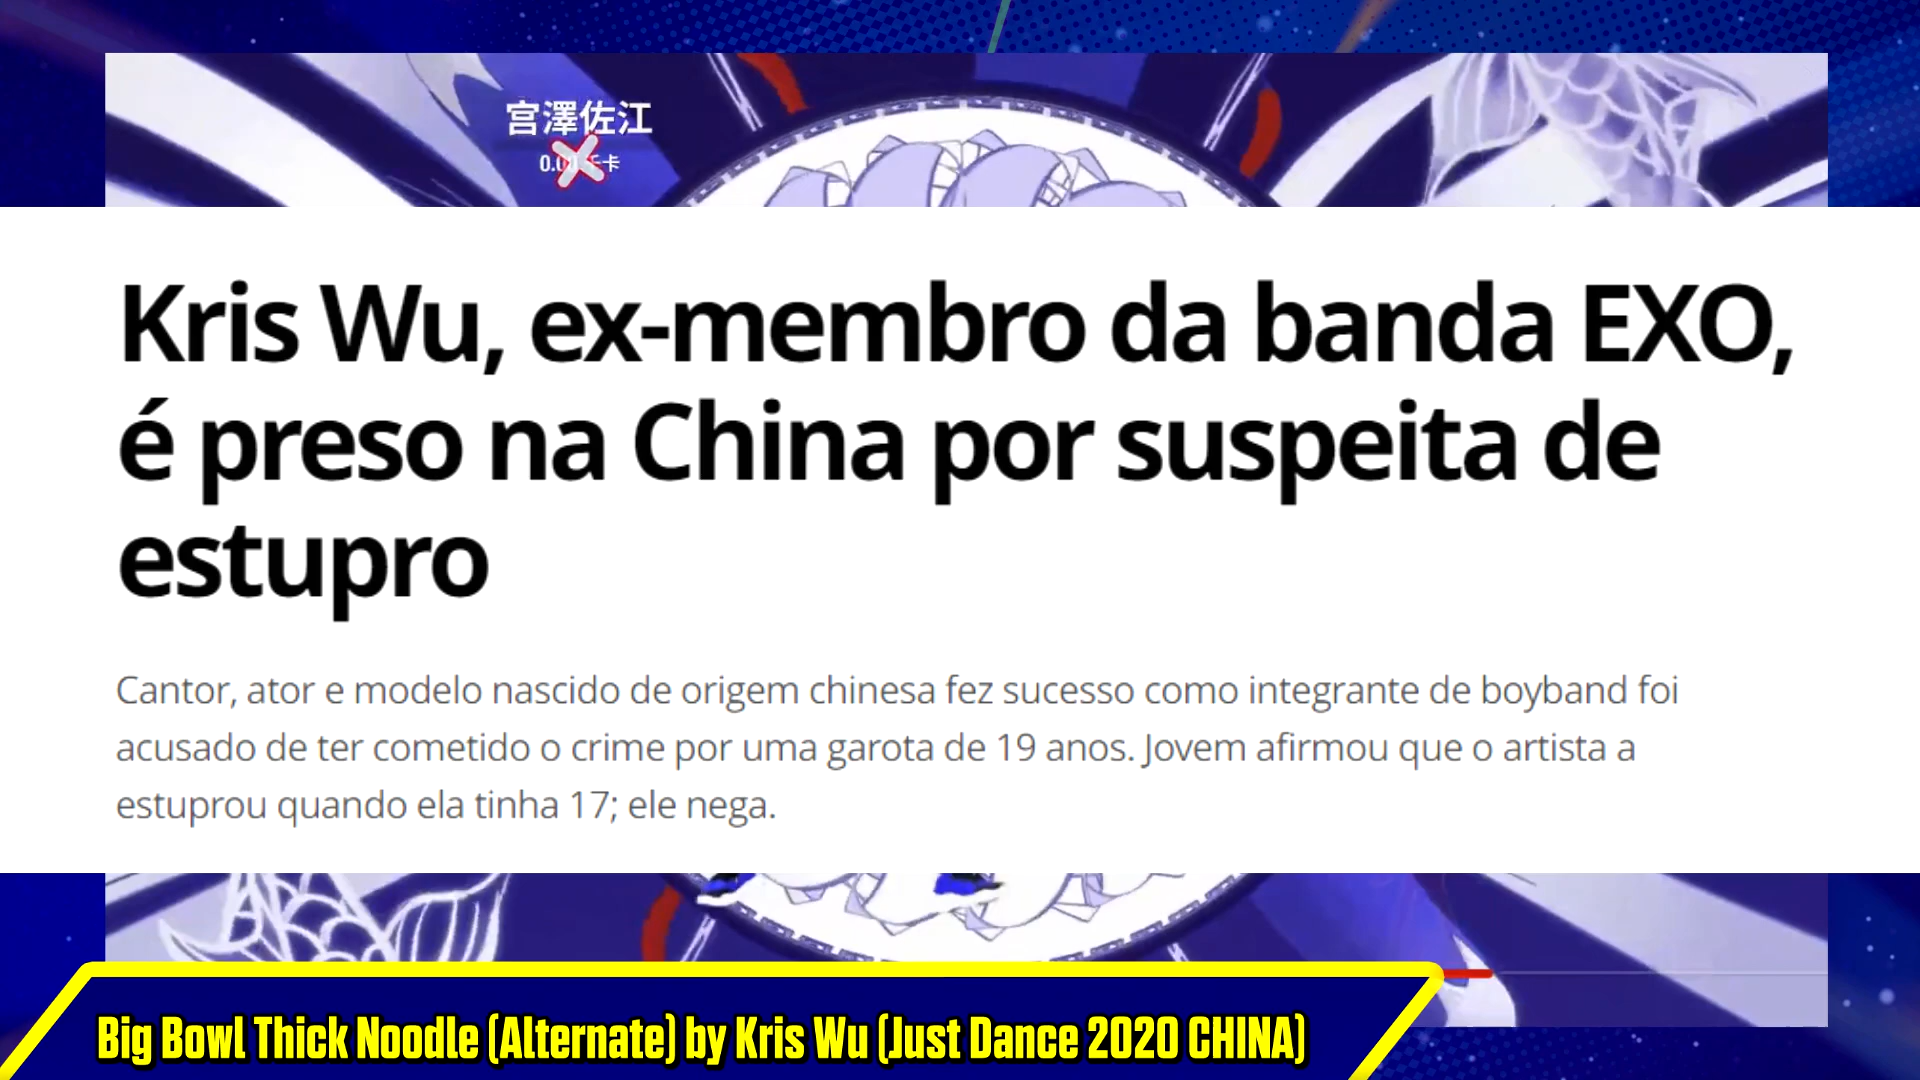 宫澤佐江
Kris Wu, ex-membro da banda EXO,
é preso na China por suspeita de
estupro
Cantor, ator e modelo nascido de origem chinesa fez sucesso como integrante de boyband foi
acusado de ter cometido o crime por uma garota de 19 anos. Jovem afirmou que o artista a
estuprou quando ela tinha 17; ele nega.
Big Bowl Thick Noodle (Alternate) by Kris Wu (Just Dance 2020 CHINA)